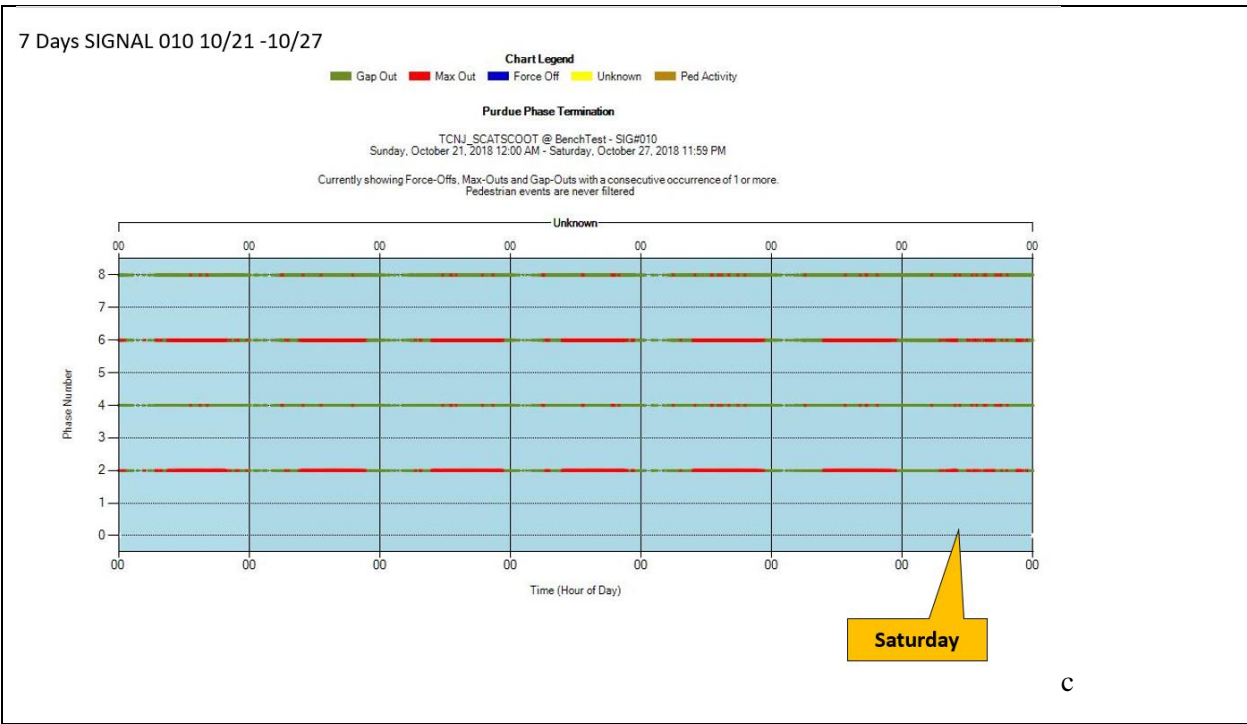 7 Days SIGNAL 010 10/21 -10/27
Chart Legend
Gap Out Max Out Force Off Unknown Ped Activity
Purdue Phase Termination
TCNJ_SCATSCOOT @ BenchTest - SIG#010
Sunday, October 21, 2018 12:00 AM - Saturday, October 27, 2018 11:59 PM
Currently showing Force-Offs, Max-Outs and Gap-Outs with a consecutive occurrence of 1 or more.
Pedestrian events are never filtered
Unknown
00 00 00 00 00 00 00 00
8
7
6
5
4
3
2
1
0
Phase Number
00 00 00 00 00 00 00 00
Time (Hour of Day)
Saturday
c